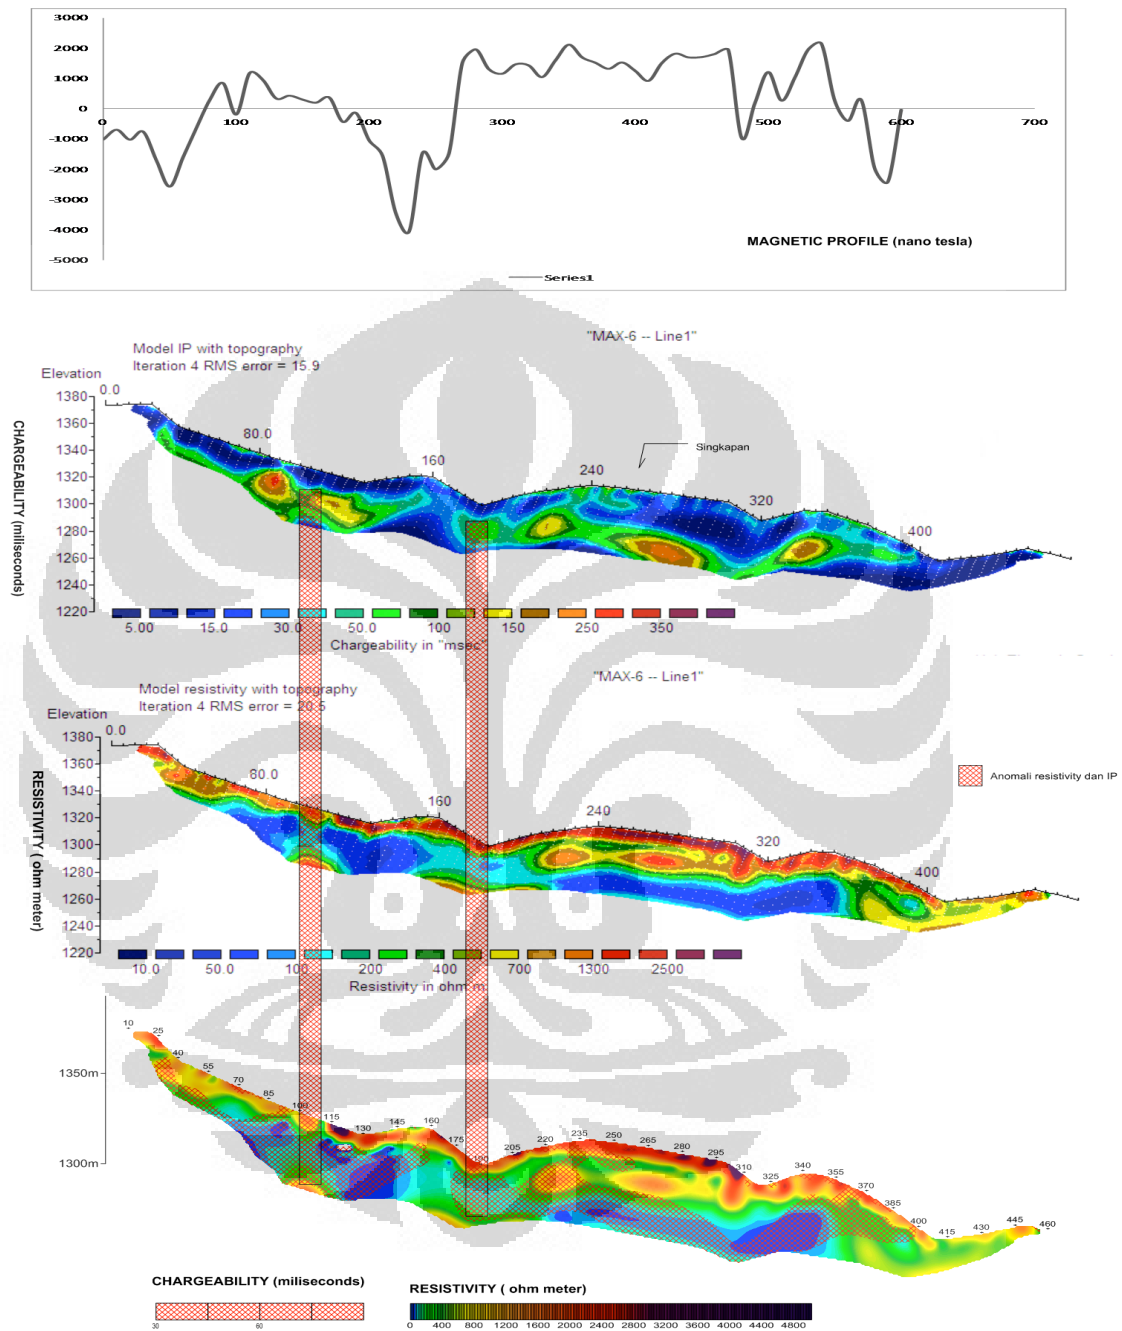 3000
2000
1000
0
-1000
-2000
-3000
-4000
-5000
0 100 200 300 400 500 600 700
MAGNETIC PROFILE (nano tesla)
Series1
Model IP with topography
Iteration 4 RMS error = 15.9
"MAX-6 -- Line1"
Elevation
0.0
80.0
160
240
320
400
Singkapan
1380
1360
1340
1320
1300
1280
1260
1240
1220
CHARGEABILITY (miliseconds)
5.00 15.0 30.0 50.0 100 150 250 350
Chargeability in "msec"
Model resistivity with topography
Iteration 4 RMS error = 20.5
"MAX-6 -- Line1"
Elevation
0.0
80.0
160
240
320
400
1380
1360
1340
1320
1300
1280
1260
1240
1220
RESISTIVITY ( ohm meter)
Anomali resistivity dan IP
10.0 50.0 100 200 400 700 1300 2500
Resistivity in ohm.m
1350m
1300m
10 25 40 55 70 85 100 115 130 145 160 175 190 205 220 235 250 265 280 295 310 325 340 355 370 385 400 415 430 445 460
CHARGEABILITY (miliseconds)
30 60
RESISTIVITY ( ohm meter)
0 400 800 1200 1600 2000 2400 2800 3200 3600 4000 4400 4800